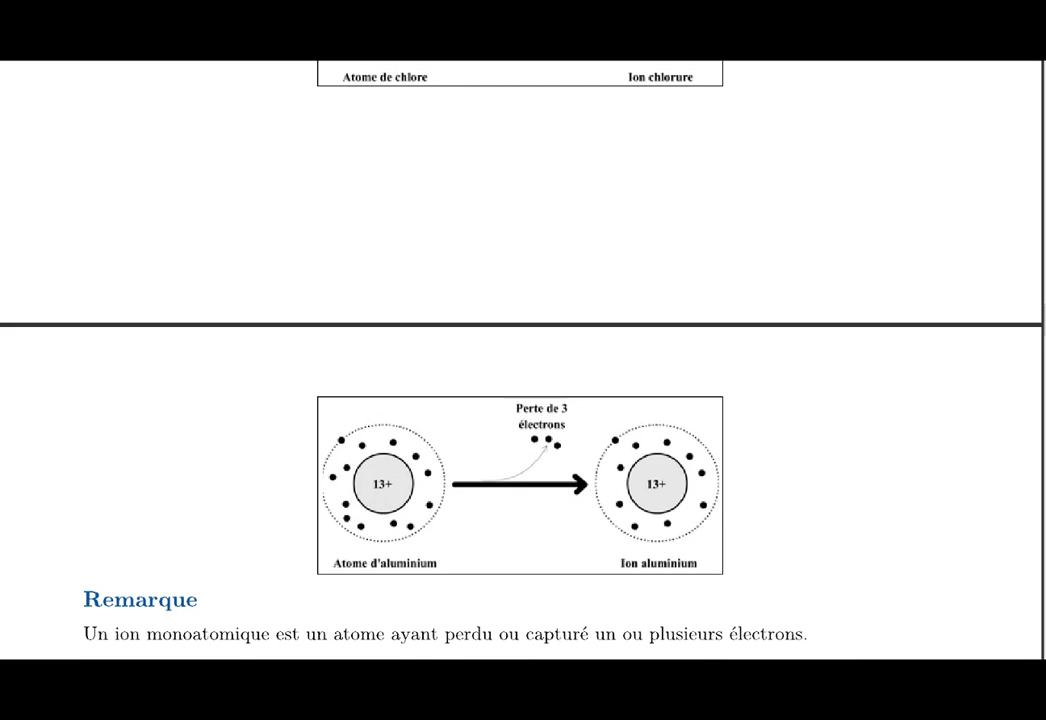 Atome de chlore Ion chlorure
Perte de 3
électrons
13+ 13+
Atome d'aluminium Ion aluminium
Remarque
Un ion monoatomique est un atome ayant perdu ou capturé un ou plusieurs électrons.